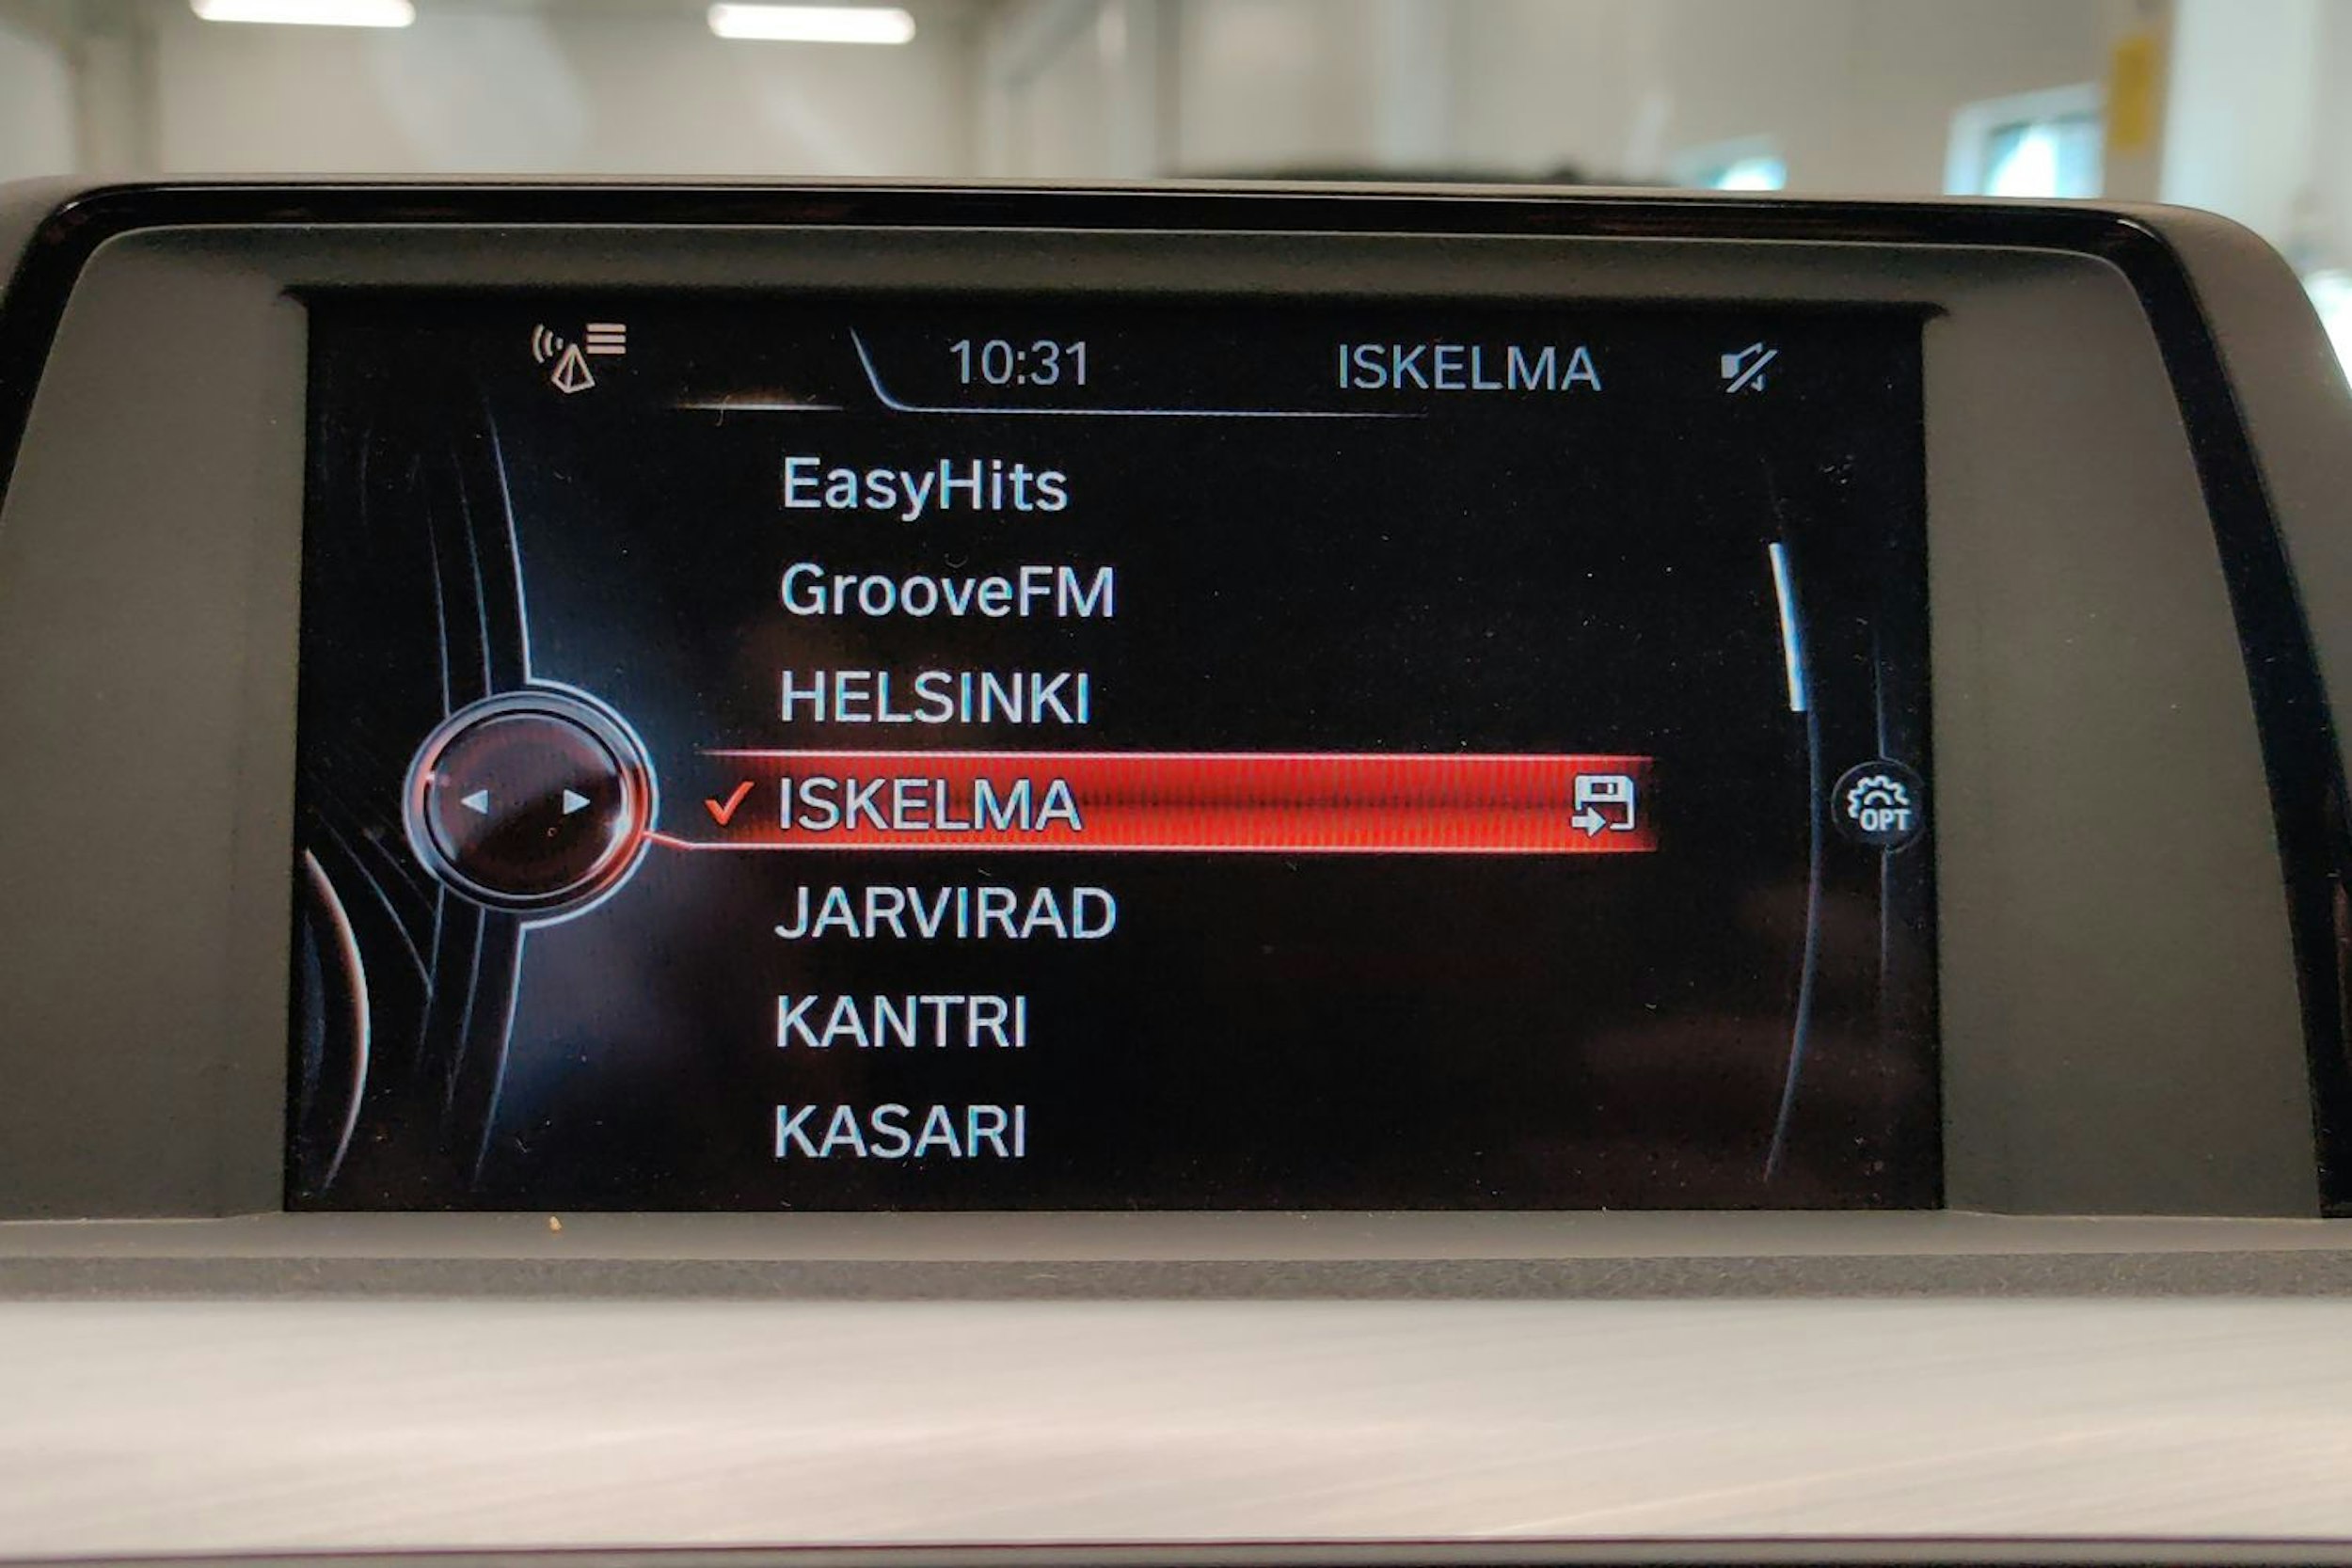 10:31 ISKELMA
EasyHits
GrooveFM
HELSINKI
ISKELMA
OPT
JARVIRAD
KANTRI
KASARI